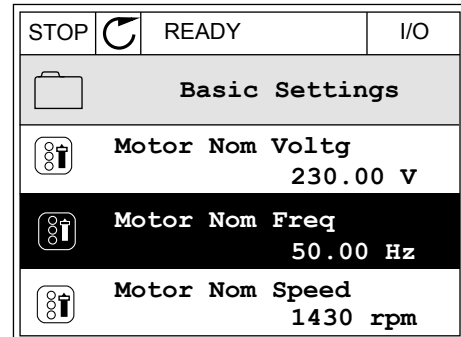 STOP READY I/O
Basic Settings
Motor Nom Voltg
230.00 V
Motor Nom Freq
50.00 Hz
Motor Nom Speed
1430 rpm